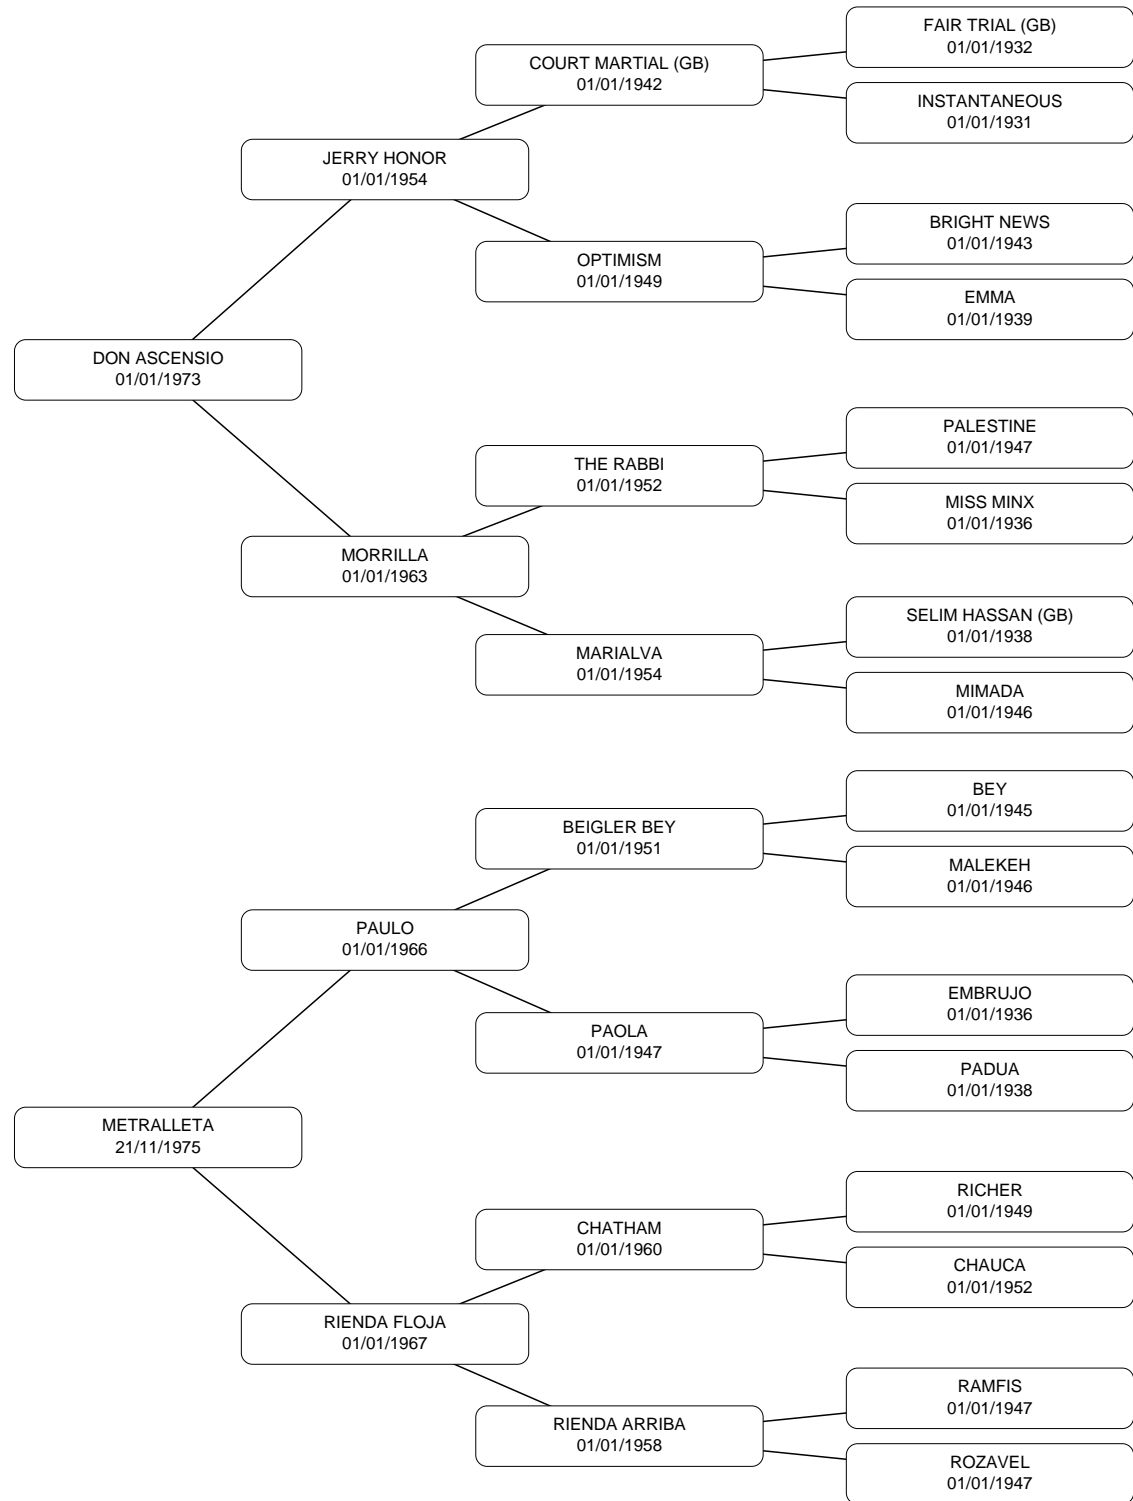 FAIR TRIAL (GB)
01/01/1932
COURT MARTIAL (GB)
01/01/1942
INSTANTANEOUS
01/01/1931
JERRY HONOR
01/01/1954
BRIGHT NEWS
01/01/1943
OPTIMISM
01/01/1949
EMMA
01/01/1939
DON ASCENSIO
01/01/1973
PALESTINE
01/01/1947
THE RABBI
01/01/1952
MISS MINX
01/01/1936
MORRILLA
01/01/1963
SELIM HASSAN (GB)
01/01/1938
MARIALVA
01/01/1954
MIMADA
01/01/1946
BEY
01/01/1945
BEIGLER BEY
01/01/1951
MALEKEH
01/01/1946
PAULO
01/01/1966
EMBRUJO
01/01/1936
PAOLA
01/01/1947
PADUA
01/01/1938
METRALLETA
21/11/1975
RICHER
01/01/1949
CHATHAM
01/01/1960
CHAUCA
01/01/1952
RIENDA FLOJA
01/01/1967
RAMFIS
01/01/1947
RIENDA ARRIBA
01/01/1958
ROZAVEL
01/01/1947